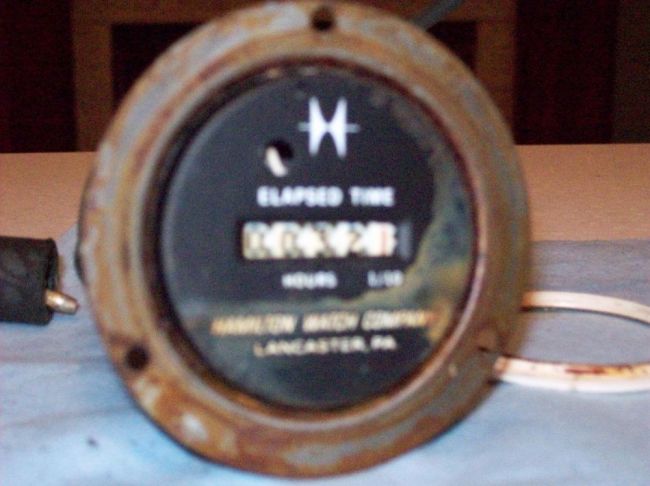 ELAPSED TIME
HOURS 1/10
HAMILTON WATCH COMPANY
LANCASTER, PA